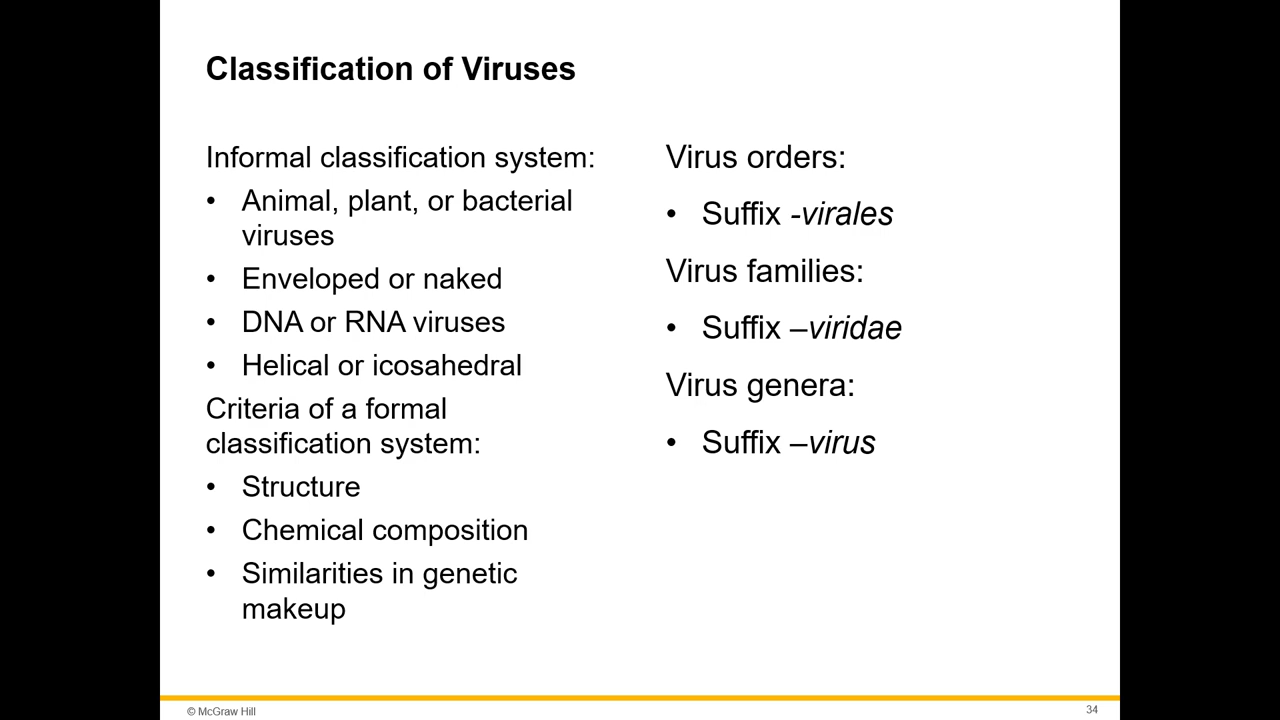 Classification of Viruses
Informal classification system:
• Animal, plant, or bacterial
viruses
• Enveloped or naked
• DNA or RNA viruses
• Helical or icosahedral
Criteria of a formal
classification system:
• Structure
• Chemical composition
• Similarities in genetic
makeup
Virus orders:
• Suffix -virales
Virus families:
• Suffix –viridae
Virus genera:
• Suffix –virus
© McGraw Hill
34